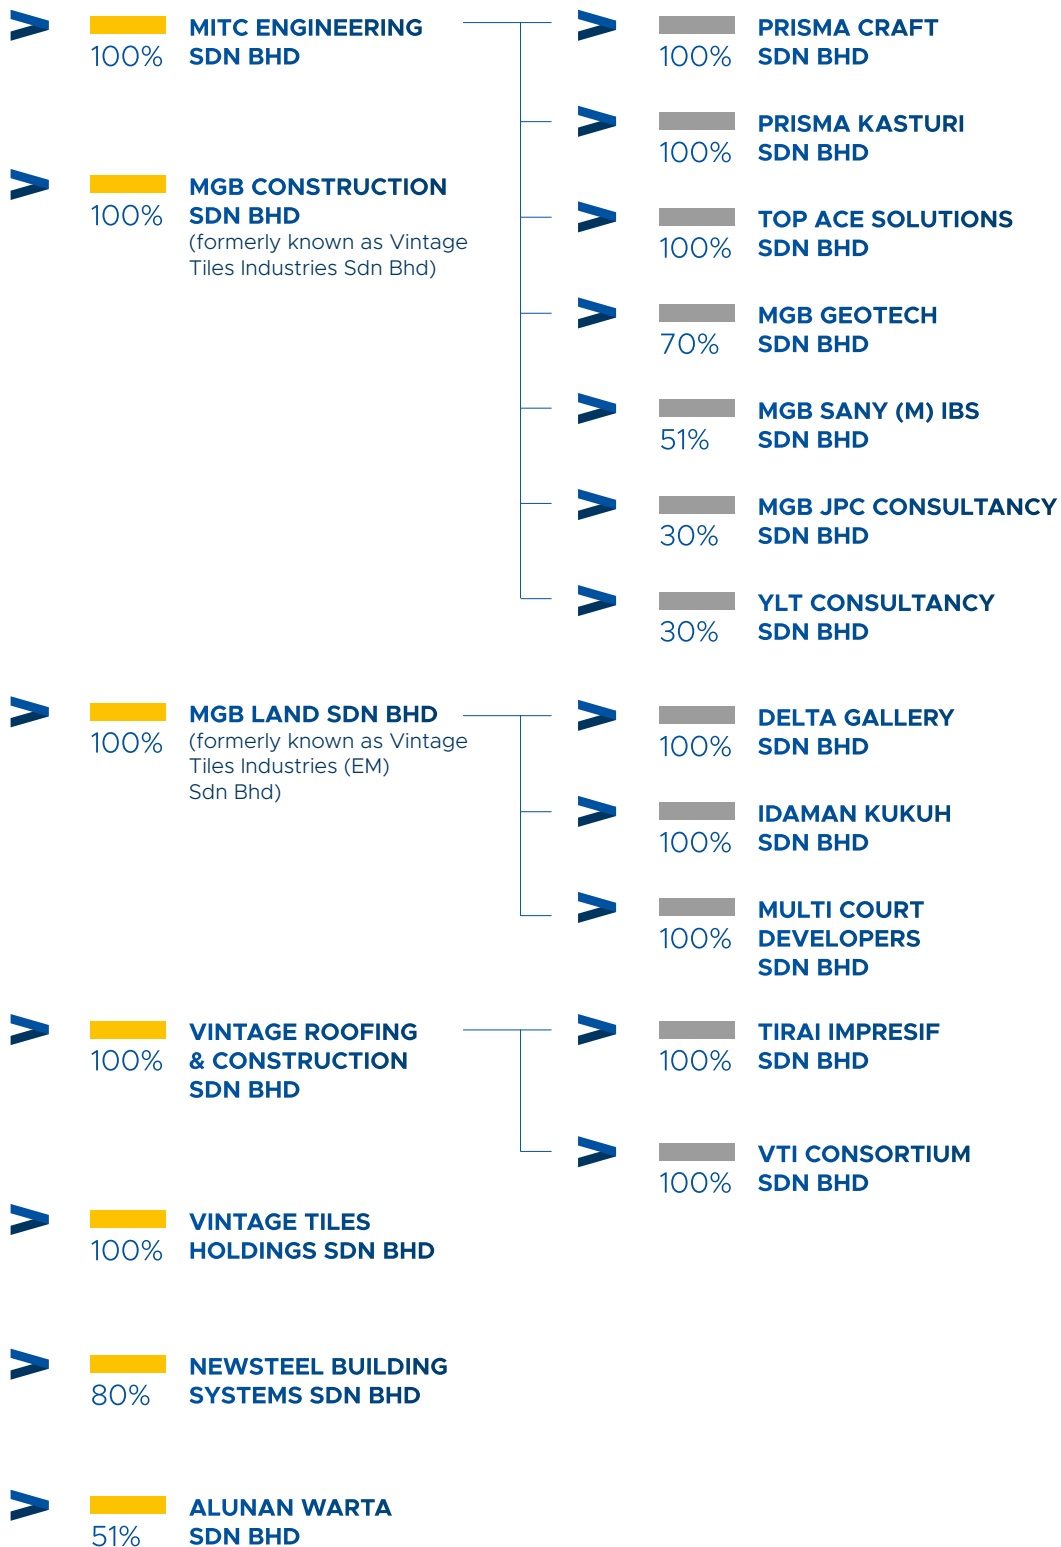 100%
MITC ENGINEERING
SDN BHD
100%
PRISMA CRAFT
SDN BHD
100%
PRISMA KASTURI
SDN BHD
100%
TOP ACE SOLUTIONS
SDN BHD
70%
MGB GEOTECH
SDN BHD
51%
MGB SANY (M) IBS
SDN BHD
30%
MGB JPC CONSULTANCY
SDN BHD
30%
YLT CONSULTANCY
SDN BHD
100%
MGB CONSTRUCTION
SDN BHD
(formerly known as Vintage
Tiles Industries Sdn Bhd)
100%
MGB LAND SDN BHD
(formerly known as Vintage
Tiles Industries (EM)
Sdn Bhd)
100%
DELTA GALLERY
SDN BHD
100%
IDAMAN KUKUH
SDN BHD
100%
MULTI COURT
DEVELOPERS
SDN BHD
100%
VINTAGE ROOFING
& CONSTRUCTION
SDN BHD
100%
TIRAI IMPRESIF
SDN BHD
100%
VTI CONSORTIUM
SDN BHD
100%
VINTAGE TILES
HOLDINGS SDN BHD
80%
NEWSTEEL BUILDING
SYSTEMS SDN BHD
51%
ALUNAN WARTA
SDN BHD